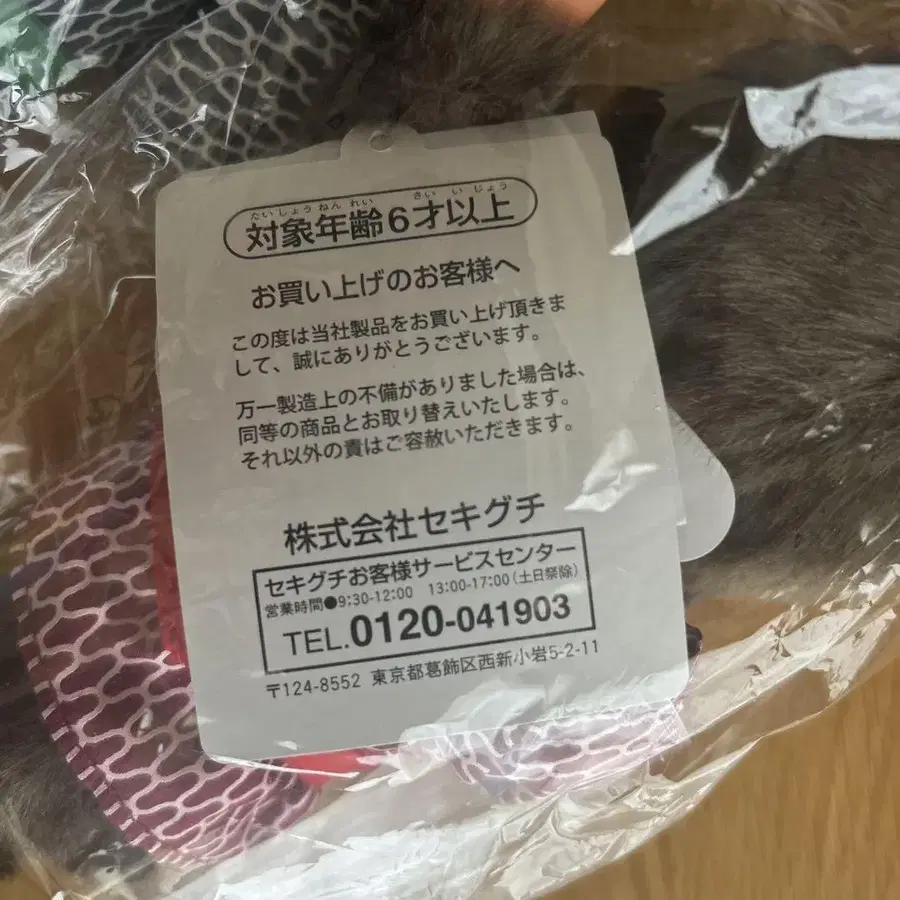 たいしょうねんれい さいいじょう
対象年齢6才以上
お買い上げのお客様へ
この度は当社製品をお買い上げ頂きま
して、誠にありがとうございます。
万一製造上の不備がありました場合は、
同等の商品とお取り替えいたします。
それ以外の責はご容赦いただきます。
株式会社セキグチ
セキグチお客様サービスセンター
営業時間●9:30-12:00 13:00-17:00(土日祭除)
TEL.0120-041903
〒124-8552 東京都葛飾区西新小岩5-2-11